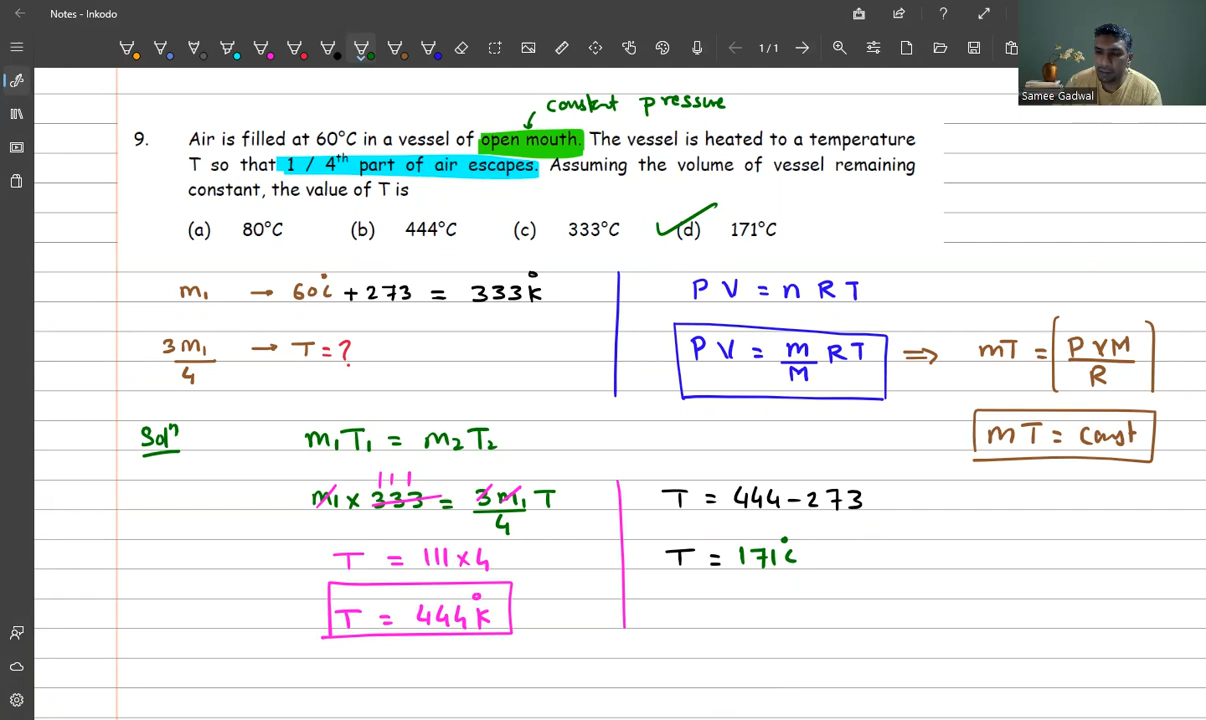 Notes - Inkodo
1/1
Samee Gadwal
constant pressure
9. Air is filled at 60°C in a vessel of open mouth. The vessel is heated to a temperature
T so that 1 / 4th part of air escapes. Assuming the volume of vessel remaining
constant, the value of T is
(a) 80°C (b) 444°C (c) 333°C (d) 171°C
m₁ → 60°C + 273 = 333°K
3m₁/4 → T = ?
PV = nRT
PV = m/M RT ⇒ mT = [PVM/R]
mT = const
Solⁿ
m₁T₁ = m₂T₂
m₁ × 333 = 3m₁/4 T
111
T = 111 × 4
T = 444°K
T = 444 - 273
T = 171°C